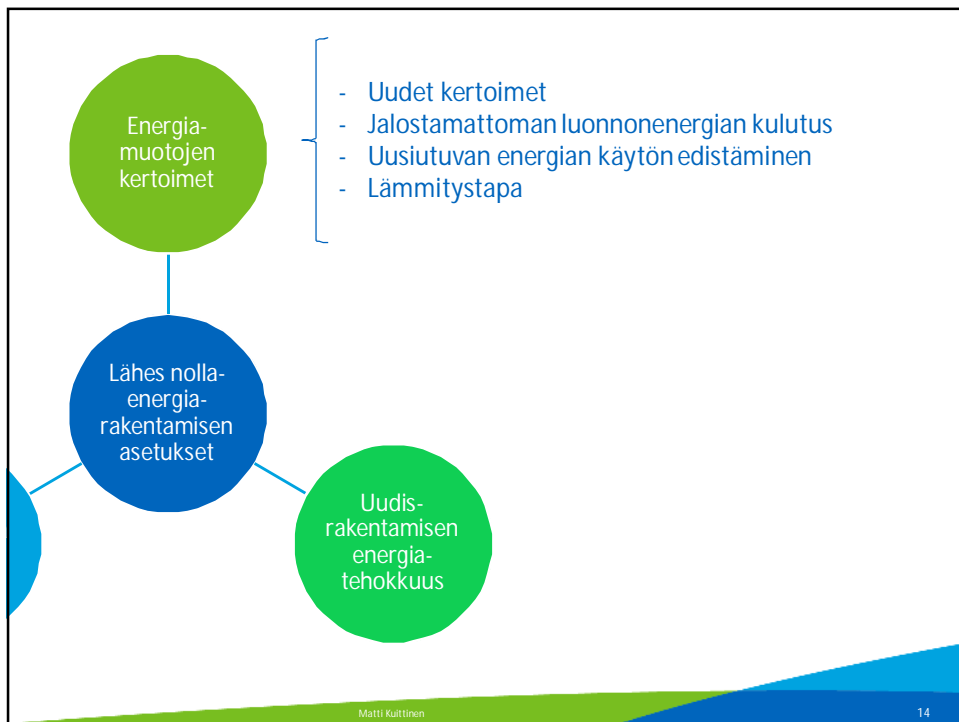 Energia-
muotojen
kertoimet
- Uudet kertoimet
- Jalostamattoman luonnonenergian kulutus
- Uusiutuvan energian käytön edistäminen
- Lämmitystapa
Lähes nolla-
energia-
rakentamisen
asetukset
Uudis-
rakentamisen
energia-
tehokkuus
Matti Kuittinen
14